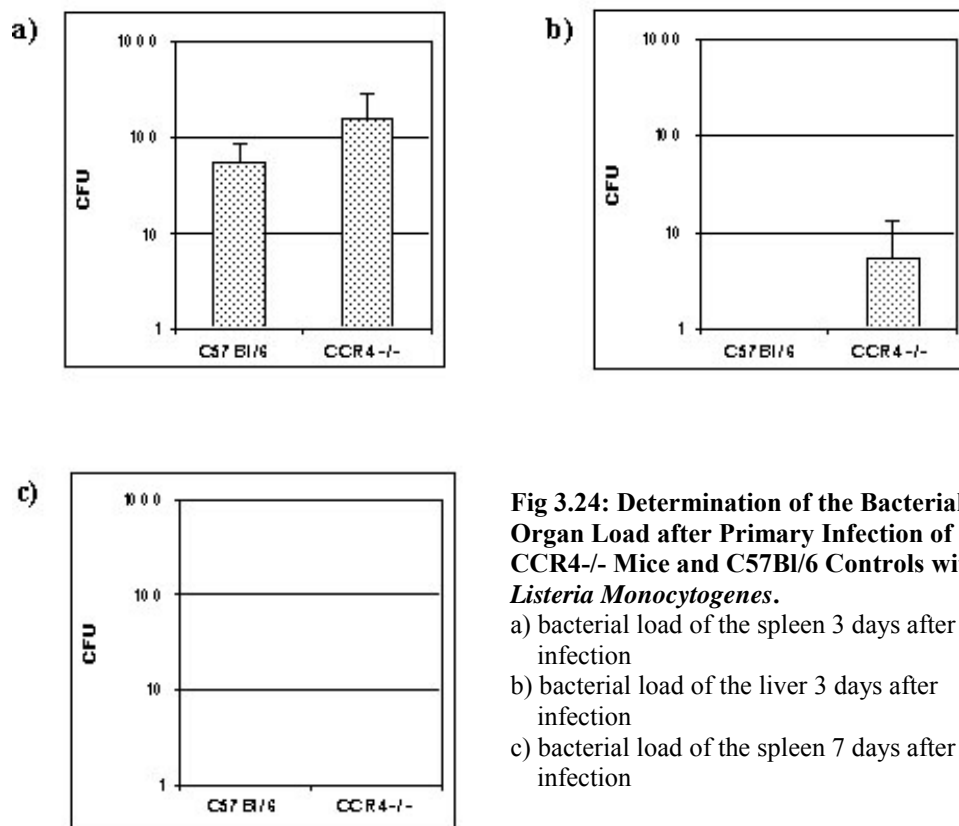 a)
1000
100
10
1
CFU
C57 Bl/6 CCR4-/-
b)
1000
100
10
1
CFU
C57Bl/6 CCR4-/-
c)
1000
100
10
1
CFU
C57 Bl/6 CCR4-/-
Fig 3.24: Determination of the Bacterial
Organ Load after Primary Infection of
CCR4-/- Mice and C57Bl/6 Controls wi
Listeria Monocytogenes.
a) bacterial load of the spleen 3 days after
infection
b) bacterial load of the liver 3 days after
infection
c) bacterial load of the spleen 7 days after
infection